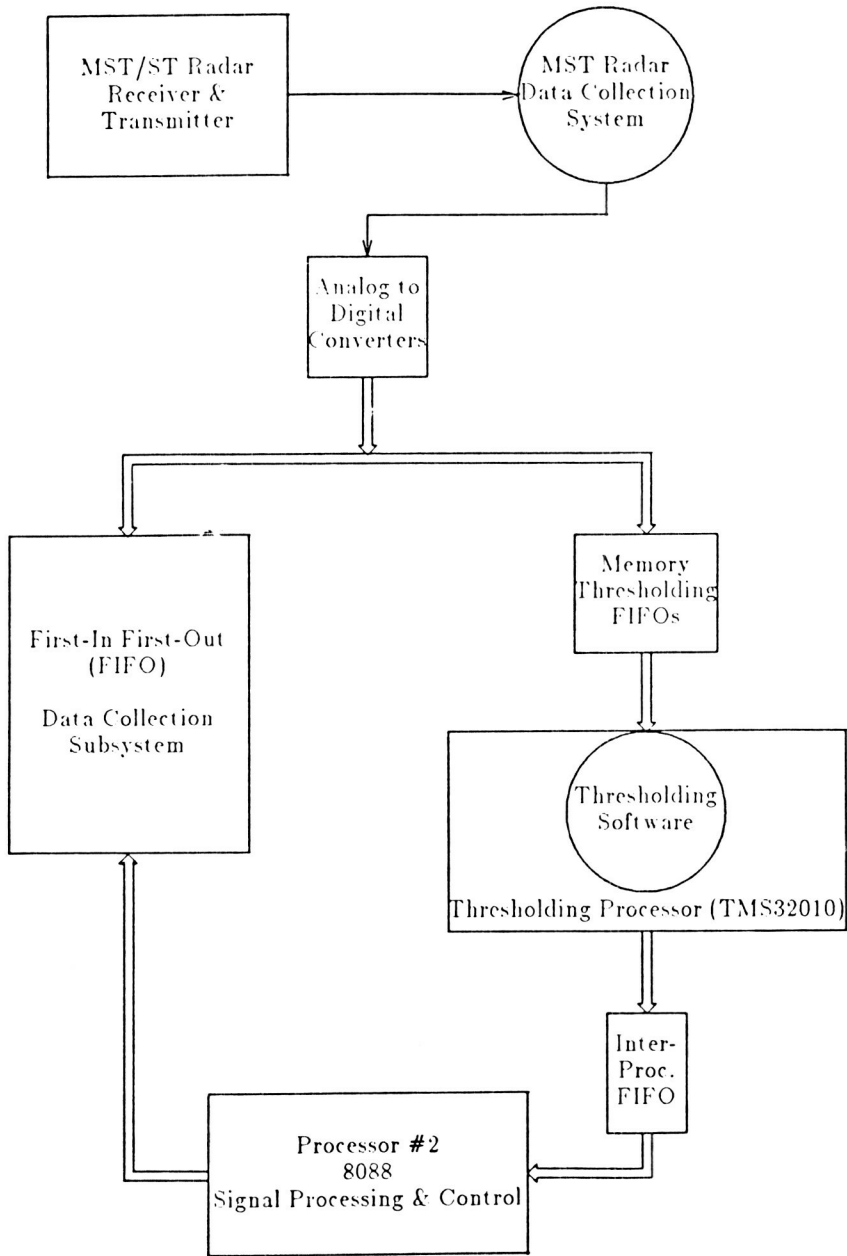 MST/ST Radar
Receiver &
Transmitter
MST Radar
Data Collection
System
Analog to
Digital
Converters
First-In First-Out
(FIFO)
Data Collection
Subsystem
Memory
Thresholding
FIFOs
Thresholding
Software
Thresholding Processor (TMS32010)
Inter-
Proc.
FIFO
Processor #2
8088
Signal Processing & Control